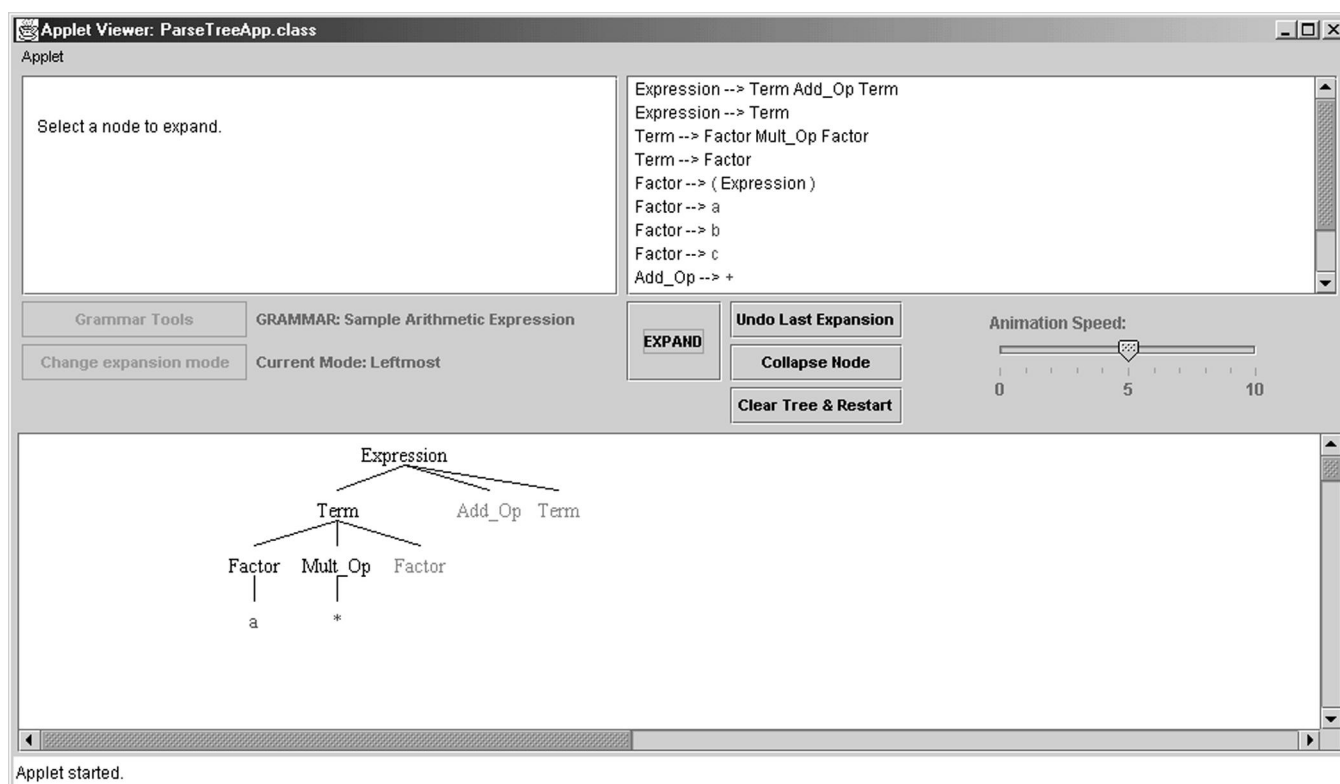 Applet Viewer: ParseTreeApp.class
Applet
Select a node to expand.
Expression --> Term Add_Op Term
Expression --> Term
Term --> Factor Mult_Op Factor
Term --> Factor
Factor --> ( Expression )
Factor --> a
Factor --> b
Factor --> c
Add_Op --> +
Grammar Tools GRAMMAR: Sample Arithmetic Expression
Change expansion mode Current Mode: Leftmost
EXPAND
Undo Last Expansion
Collapse Node
Clear Tree & Restart
Animation Speed:
0 5 10
Expression
Term Add_Op Term
Factor Mult_Op Factor
a *
Applet started.